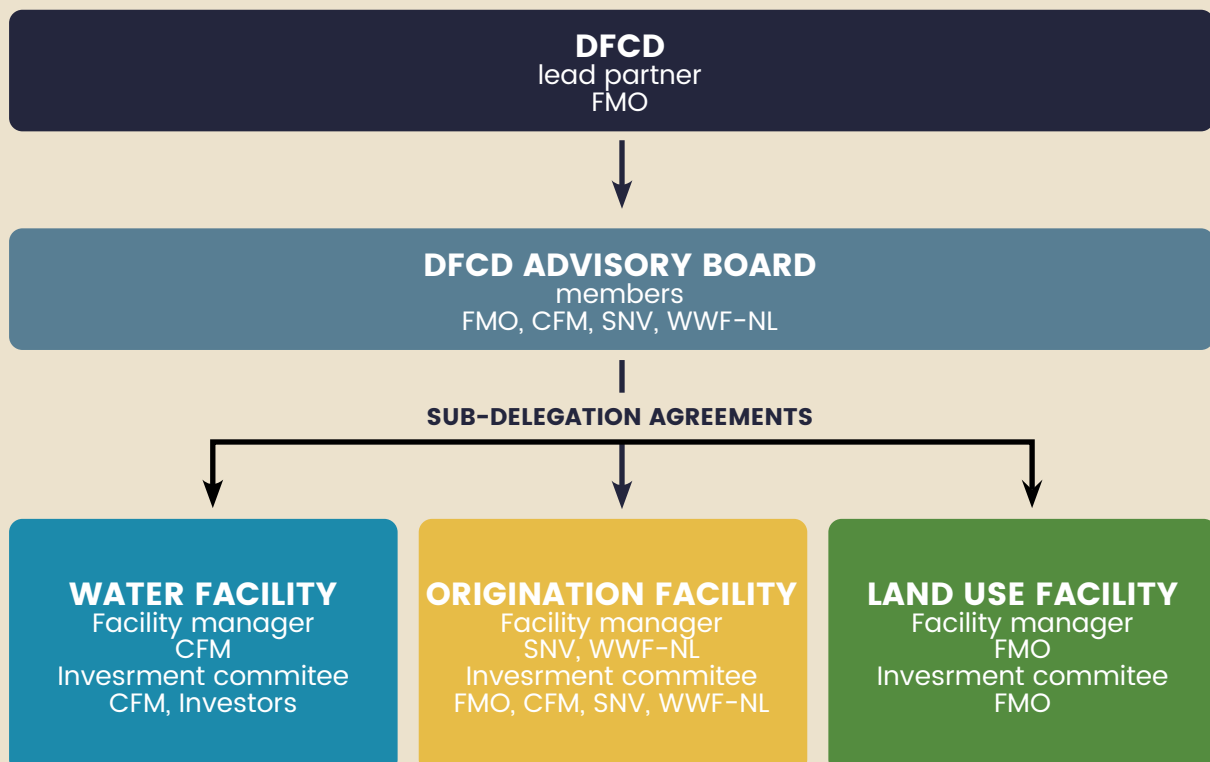 DFCD
lead partner
FMO
DFCD ADVISORY BOARD
members
FMO, CFM, SNV, WWF-NL
SUB-DELEGATION AGREEMENTS
WATER FACILITY
Facility manager
CFM
Invesrment commitee
CFM, Investors
ORIGINATION FACILITY
Facility manager
SNV, WWF-NL
Invesrment commitee
FMO, CFM, SNV, WWF-NL
LAND USE FACILITY
Facility manager
FMO
Invesrment commitee
FMO